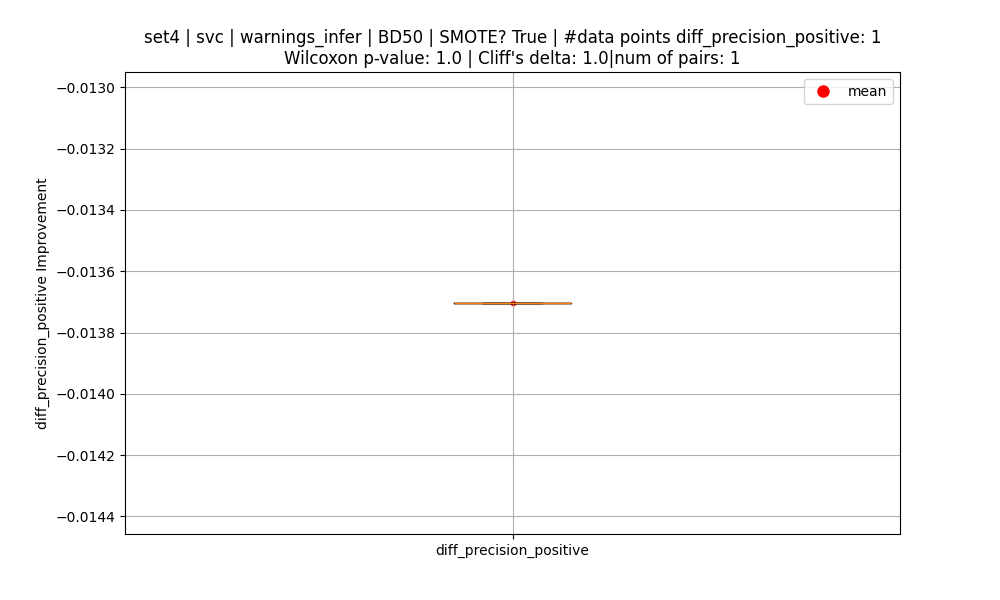 set4 | svc | warnings_infer | BD50 | SMOTE? True | #data points diff_precision_positive: 1
Wilcoxon p-value: 1.0 | Cliff's delta: 1.0|num of pairs: 1
mean
−0.0130
−0.0132
−0.0134
−0.0136
−0.0138
−0.0140
−0.0142
−0.0144
diff_precision_positive Improvement
diff_precision_positive